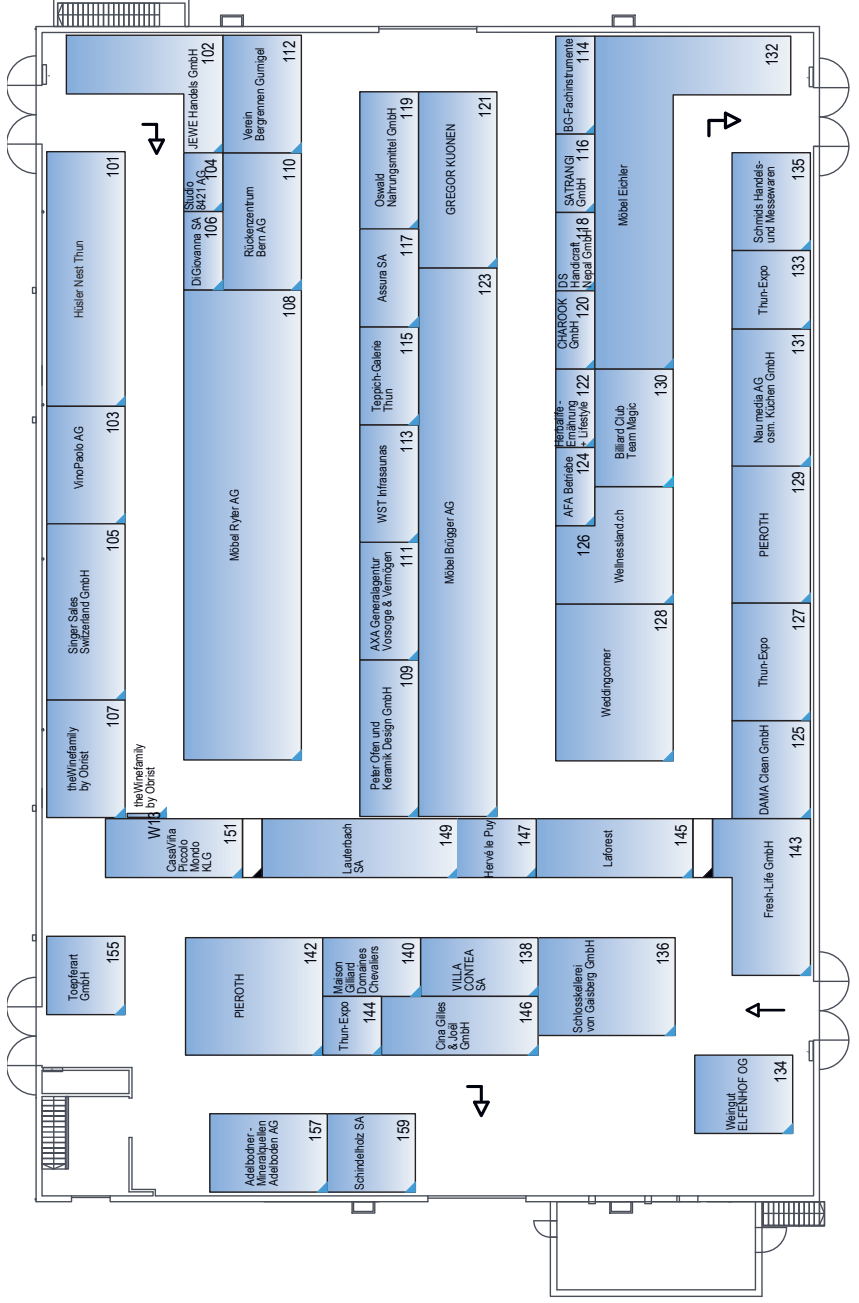 JEWE Handels GmbH
102
Verein
Bergrennen Gurnigel
112
Studio
8421 AG
104
DiGiovanna SA
106
Rückenzentrum
Bern AG
110
Möbel Ryter AG
108
Hüsler Nest Thun
101
VinoPaolo AG
103
Singer Sales
Switzerland GmbH
105
theWinefamily
by Obrist
107
theWinefamily
by Obrist
W13
Oswald
Nahrungsmittel GmbH
119
GREGOR KUONEN
121
Assura SA
117
Teppich-Galerie
Thun
115
WST Infrasaunas
113
AXA Generalagentur
Vorsorge & Vermögen
111
Peter Ofen und
Keramik Design GmbH
109
Möbel Brügger AG
123
BG-Fachinstrumente
114
SATRANGI
GmbH
116
DS
Handicraft
Nepal GmbH
118
CHAROOK
GmbH
120
Herbalife -
Ernährung
+ Lifestyle
122
AFA Betriebe
124
Möbel Eichler
132
Billiard Club
Team Magic
130
Wellnessland.ch
126
Weddingcorner
128
Schmids Handels-
und Messewaren
135
Thun-Expo
133
Nau media AG
osm. Küchen GmbH
131
PIEROTH
129
Thun-Expo
127
DAMA Clean GmbH
125
CasaViña
Piccolo
Mondo
KLG
151
Lauterbach
SA
149
Hervé le Puy
147
Laforest
145
Fresh-Life GmbH
143
Toepferart
GmbH
155
PIEROTH
142
Maison
Gilliard
Domaines
Chevaliers
140
VILLA
CONTEA
SA
138
Thun-Expo
144
Cina Gilles
& Joël
GmbH
146
Schlosskellerei
von Gaisberg GmbH
136
Weingut
ELFENHOF OG
134
Adelbodner -
Mineralquellen
Adelboden AG
157
Schindelholz SA
159